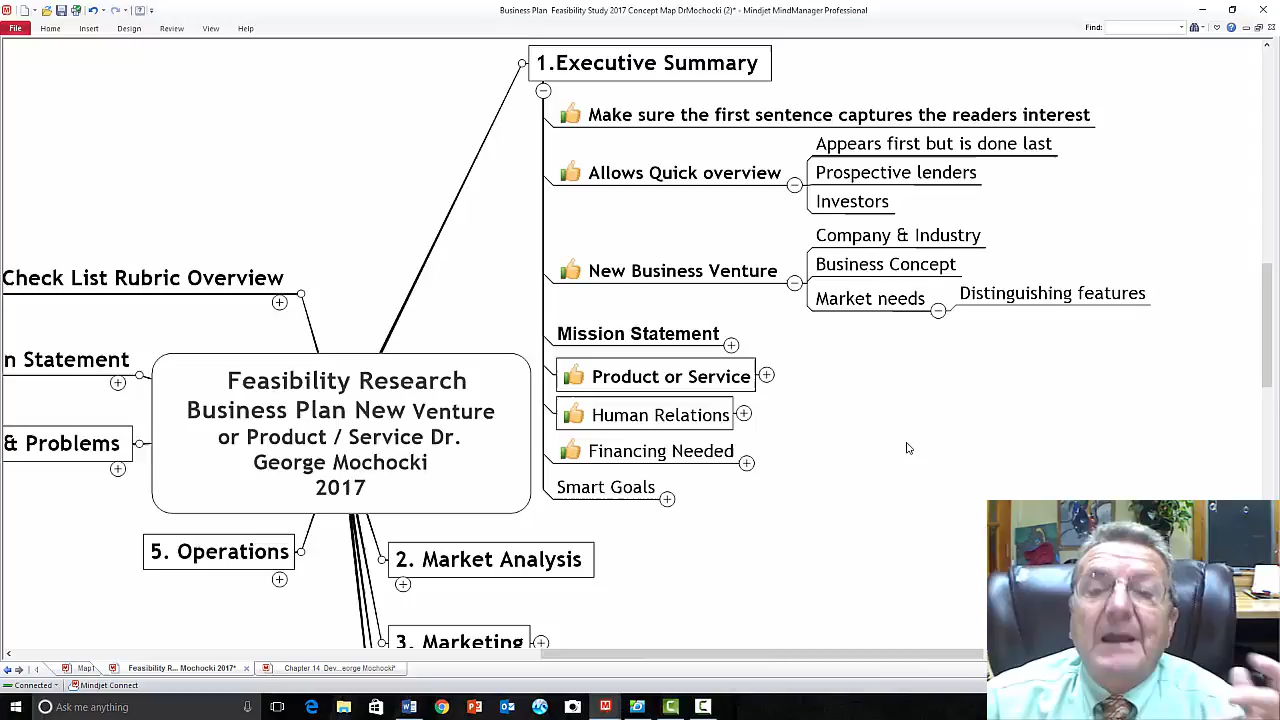 Business Plan Feasibility Study 2017 Concept Map DrMochocki (2)* - Mindjet MindManager Professional
File Home Insert Design Review View Help
Find:
1.Executive Summary
Make sure the first sentence captures the readers interest
Allows Quick overview
Appears first but is done last
Prospective lenders
Investors
New Business Venture
Company & Industry
Business Concept
Market needs
Distinguishing features
Mission Statement
Product or Service
Human Relations
Financing Needed
Smart Goals
Check List Rubric Overview
n Statement
& Problems
Feasibility Research
Business Plan New Venture
or Product / Service Dr.
George Mochocki
2017
5. Operations
2. Market Analysis
3. Marketing
Map1
Feasibility R... Mochocki 2017*
Chapter 14 Dev...eorge Mochocki*
Connected
Mindjet Connect
Ask me anything